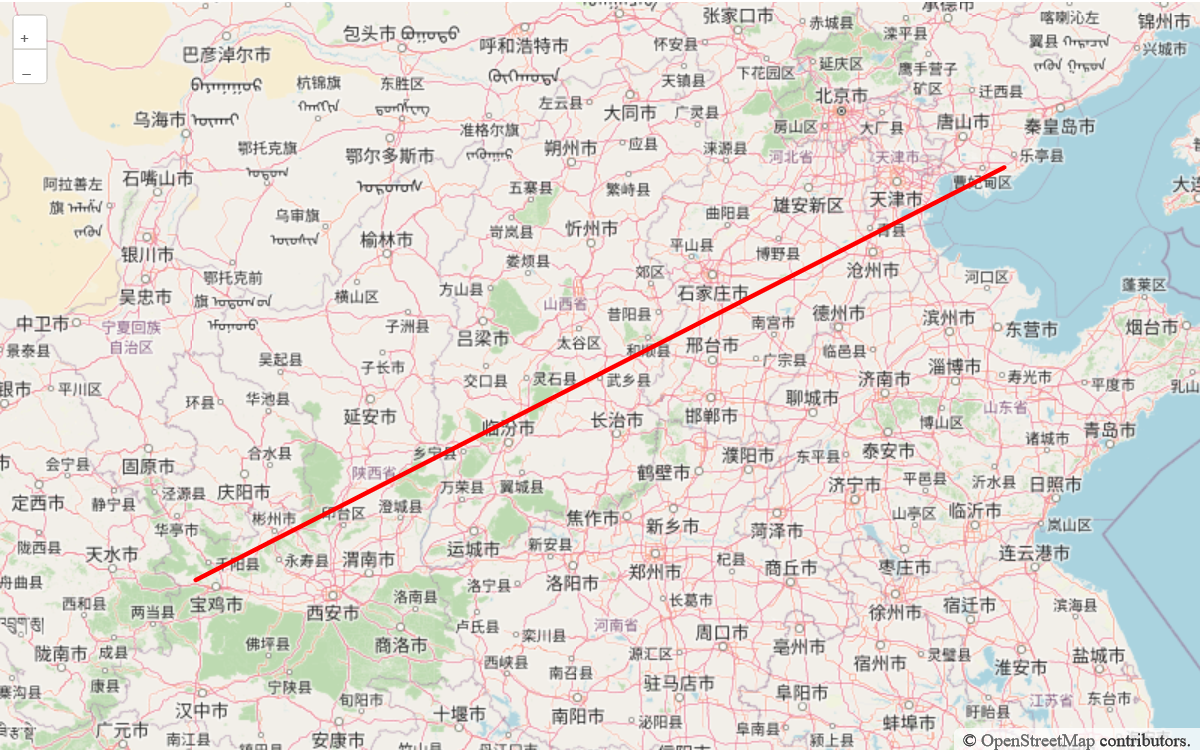 张家口市
赤城县
承德市
喀喇沁左
翼县
锦州市
兴城市
包头市
呼和浩特市
怀安县
滦平县
巴彦淖尔市
天镇县
下花园区
延庆区
鹰手营子
矿区
迁西县
杭锦旗
东胜区
左云县
大同市
广灵县
北京市
乌海市
准格尔旗
应县
房山区
大厂县
唐山市
秦皇岛市
鄂托克旗
鄂尔多斯市
朔州市
涞源县
河北省
天津市
乐亭县
阿拉善左
旗
石嘴山市
五寨县
繁峙县
曹妃甸区
大连
乌审旗
忻州市
曲阳县
雄安新区
天津市
银川市
榆林市
岢岚县
平山县
博野县
青县
鄂托克前
旗
娄烦县
郊区
沧州市
河口区
吴忠市
横山区
方山县
山西省
昔阳县
石家庄市
蓬莱区
中卫市
宁夏回族
自治区
子洲县
吕梁市
太谷区
和顺县
邢台市
南宫市
德州市
滨州市
东营市
烟台市
景泰县
吴起县
子长市
广宗县
临邑县
淄博市
银市
平川区
环县
华池县
延安市
交口县
灵石县
武乡县
济南市
寿光市
平度市
乳山
临汾市
长治市
邯郸市
聊城市
博山区
山东省
青岛市
会宁县
固原市
合水县
陕西省
乡宁县
鹤壁市
濮阳市
东平县
泰安市
诸城市
定西市
静宁县
泾源县
庆阳市
万荣县
翼城县
济宁市
平邑县
沂水县
日照市
华亭市
彬州市
印台区
澄城县
焦作市
新乡市
菏泽市
山亭区
临沂市
岚山区
陇西县
天水市
千阳县
永寿县
渭南市
运城市
新安县
郑州市
杞县
商丘市
枣庄市
连云港市
舟曲县
西和县
两当县
宝鸡市
西安市
洛南县
洛宁县
洛阳市
长葛市
徐州市
宿迁市
滨海县
陇南市
成县
佛坪县
商洛市
卢氏县
栾川县
河南省
周口市
亳州市
宿州市
灵璧县
淮安市
盐城市
寨沟县
康县
宁陕县
西峡县
源汇区
南召县
驻马店市
阜阳市
江苏省
东台市
汉中市
旬阳市
十堰市
南阳市
泌阳县
阜南县
蚌埠市
盱眙县
广元市
南江县
安康市
颍上县
© OpenStreetMap contributors.